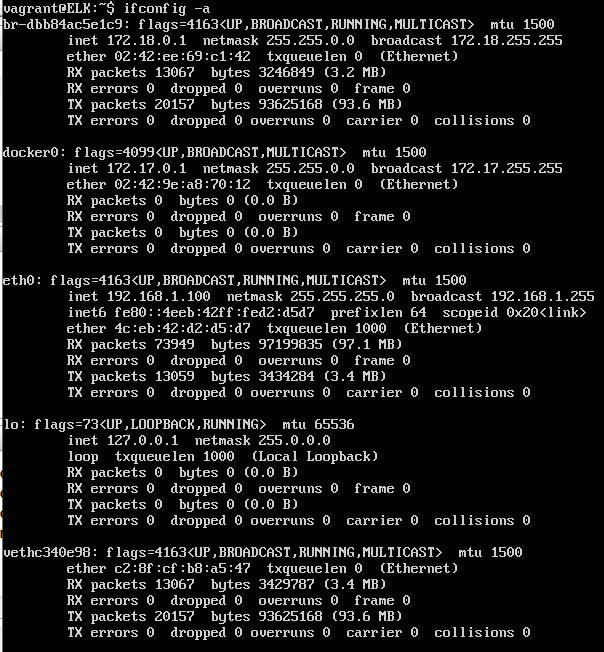 vagrant@ELK:~$ ifconfig -a
br-dbb84ac5e1c9: flags=4163<UP,BROADCAST,RUNNING,MULTICAST>  mtu 1500
        inet 172.18.0.1  netmask 255.255.0.0  broadcast 172.18.255.255
        ether 02:42:ee:69:c1:42  txqueuelen 0  (Ethernet)
        RX packets 13067  bytes 3246849 (3.2 MB)
        RX errors 0  dropped 0  overruns 0  frame 0
        TX packets 20157  bytes 93625168 (93.6 MB)
        TX errors 0  dropped 0 overruns 0  carrier 0  collisions 0

docker0: flags=4099<UP,BROADCAST,MULTICAST>  mtu 1500
        inet 172.17.0.1  netmask 255.255.0.0  broadcast 172.17.255.255
        ether 02:42:9e:a8:70:12  txqueuelen 0  (Ethernet)
        RX packets 0  bytes 0 (0.0 B)
        RX errors 0  dropped 0  overruns 0  frame 0
        TX packets 0  bytes 0 (0.0 B)
        TX errors 0  dropped 0 overruns 0  carrier 0  collisions 0

eth0: flags=4163<UP,BROADCAST,RUNNING,MULTICAST>  mtu 1500
        inet 192.168.1.100  netmask 255.255.255.0  broadcast 192.168.1.255
        inet6 fe80::4eeb:42ff:fed2:d5d7  prefixlen 64  scopeid 0x20<link>
        ether 4c:eb:42:d2:d5:d7  txqueuelen 1000  (Ethernet)
        RX packets 73949  bytes 97199835 (97.1 MB)
        RX errors 0  dropped 0  overruns 0  frame 0
        TX packets 13059  bytes 3434284 (3.4 MB)
        TX errors 0  dropped 0 overruns 0  carrier 0  collisions 0

lo: flags=73<UP,LOOPBACK,RUNNING>  mtu 65536
        inet 127.0.0.1  netmask 255.0.0.0
        loop  txqueuelen 1000  (Local Loopback)
        RX packets 0  bytes 0 (0.0 B)
        RX errors 0  dropped 0  overruns 0  frame 0
        TX packets 0  bytes 0 (0.0 B)
        TX errors 0  dropped 0 overruns 0  carrier 0  collisions 0

vethc340e98: flags=4163<UP,BROADCAST,RUNNING,MULTICAST>  mtu 1500
        ether c2:8f:cf:b8:a5:47  txqueuelen 0  (Ethernet)
        RX packets 13067  bytes 3429787 (3.4 MB)
        RX errors 0  dropped 0  overruns 0  frame 0
        TX packets 20157  bytes 93625168 (93.6 MB)
        TX errors 0  dropped 0 overruns 0  carrier 0  collisions 0